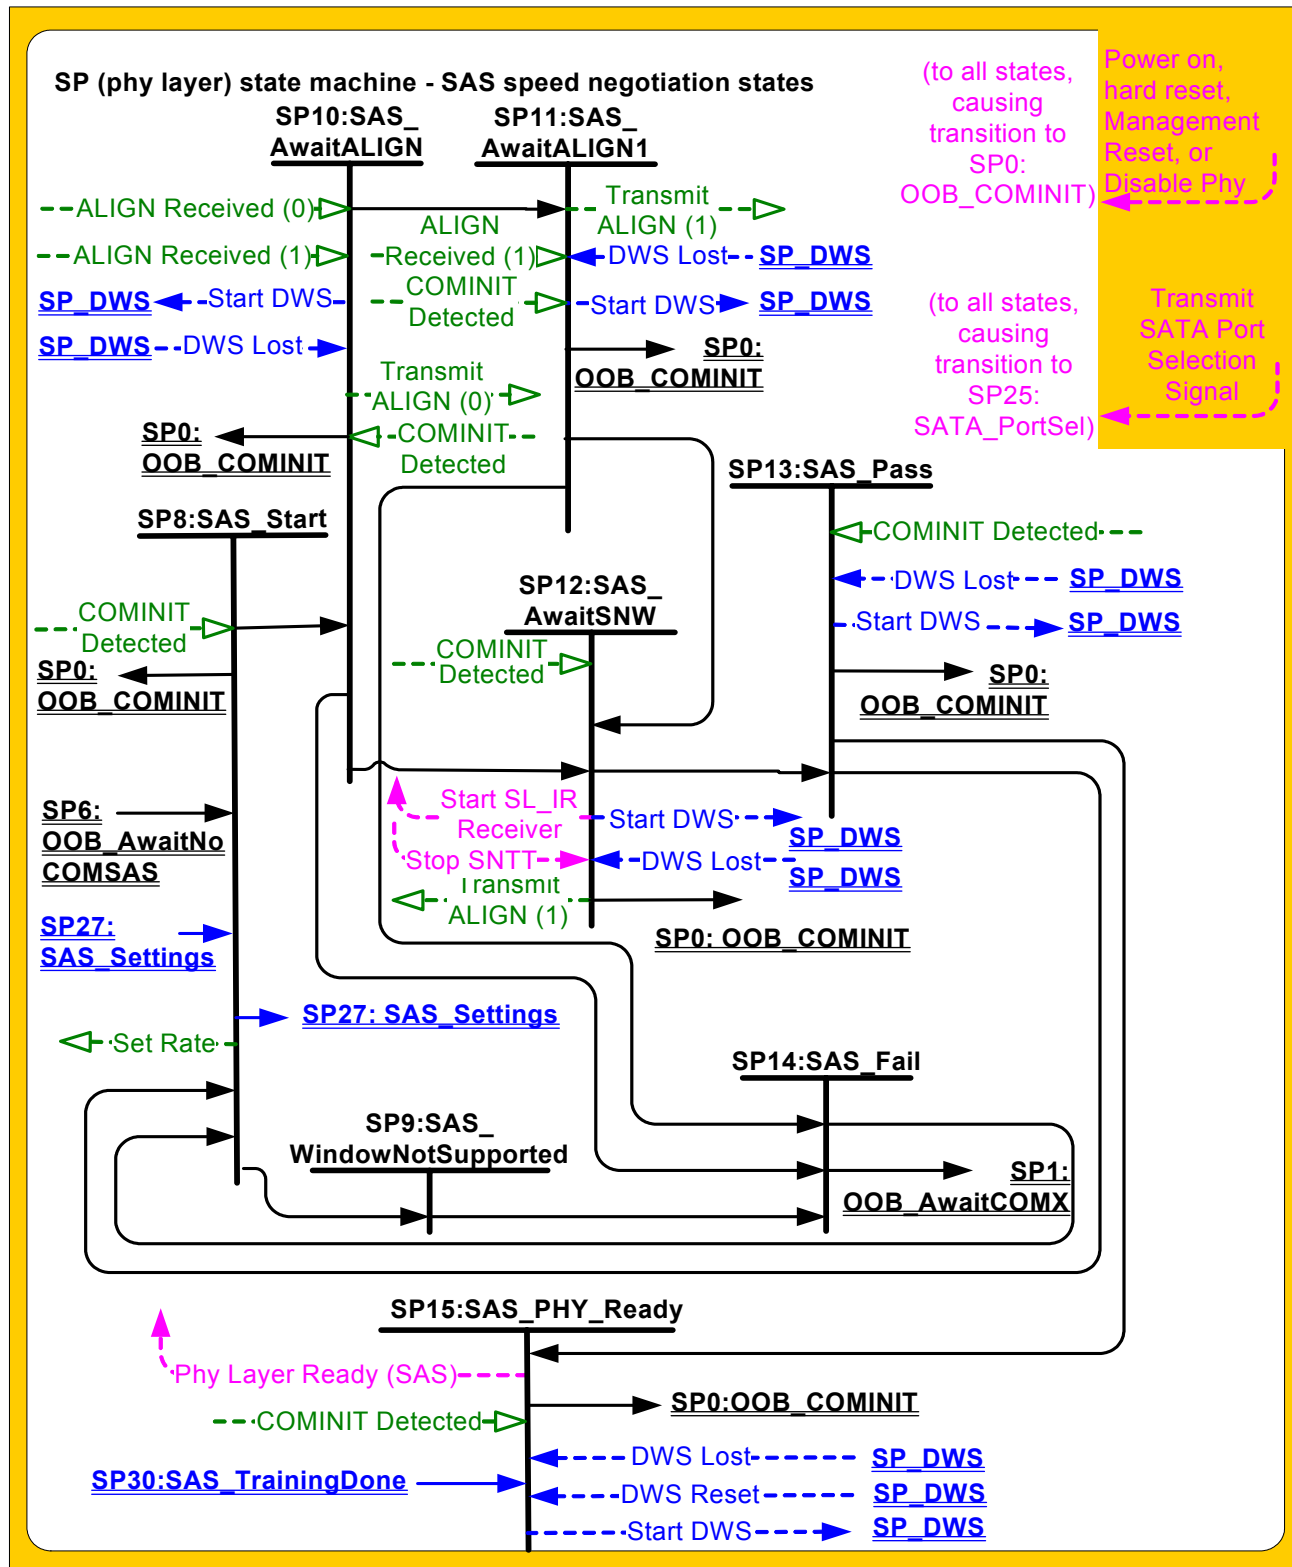 SP (phy layer) state machine - SAS speed negotiation states
(to all states,
causing
transition to
SP0:
OOB_COMINIT)
Power on,
hard reset,
Management
Reset, or
Disable Phy
(to all states,
causing
transition to
SP25:
SATA_PortSel)
Transmit
SATA Port
Selection
Signal
SP10:SAS_
AwaitALIGN
ALIGN Received (0)
ALIGN Received (1)
SP_DWS
Start DWS
SP_DWS
DWS Lost
Transmit
ALIGN (0)
COMINIT
Detected
SP0:
OOB_COMINIT
SP11:SAS_
AwaitALIGN1
Transmit
ALIGN (1)
ALIGN
Received (1)
DWS Lost
SP_DWS
COMINIT
Detected
Start DWS
SP_DWS
SP0:
OOB_COMINIT
SP13:SAS_Pass
COMINIT Detected
DWS Lost
SP_DWS
Start DWS
SP_DWS
SP0:
OOB_COMINIT
SP8:SAS_Start
COMINIT
Detected
SP0:
OOB_COMINIT
SP6:
OOB_AwaitNo
COMSAS
SP27:
SAS_Settings
SP27: SAS_Settings
Set Rate
SP12:SAS_
AwaitSNW
COMINIT
Detected
Start SL_IR
Receiver
Start DWS
SP_DWS
Stop SNTT
DWS Lost
SP_DWS
Transmit
ALIGN (1)
SP0: OOB_COMINIT
SP14:SAS_Fail
SP1:
OOB_AwaitCOMX
SP9:SAS_
WindowNotSupported
SP15:SAS_PHY_Ready
Phy Layer Ready (SAS)
SP0:OOB_COMINIT
COMINIT Detected
DWS Lost
SP_DWS
SP30:SAS_TrainingDone
DWS Reset
SP_DWS
Start DWS
SP_DWS